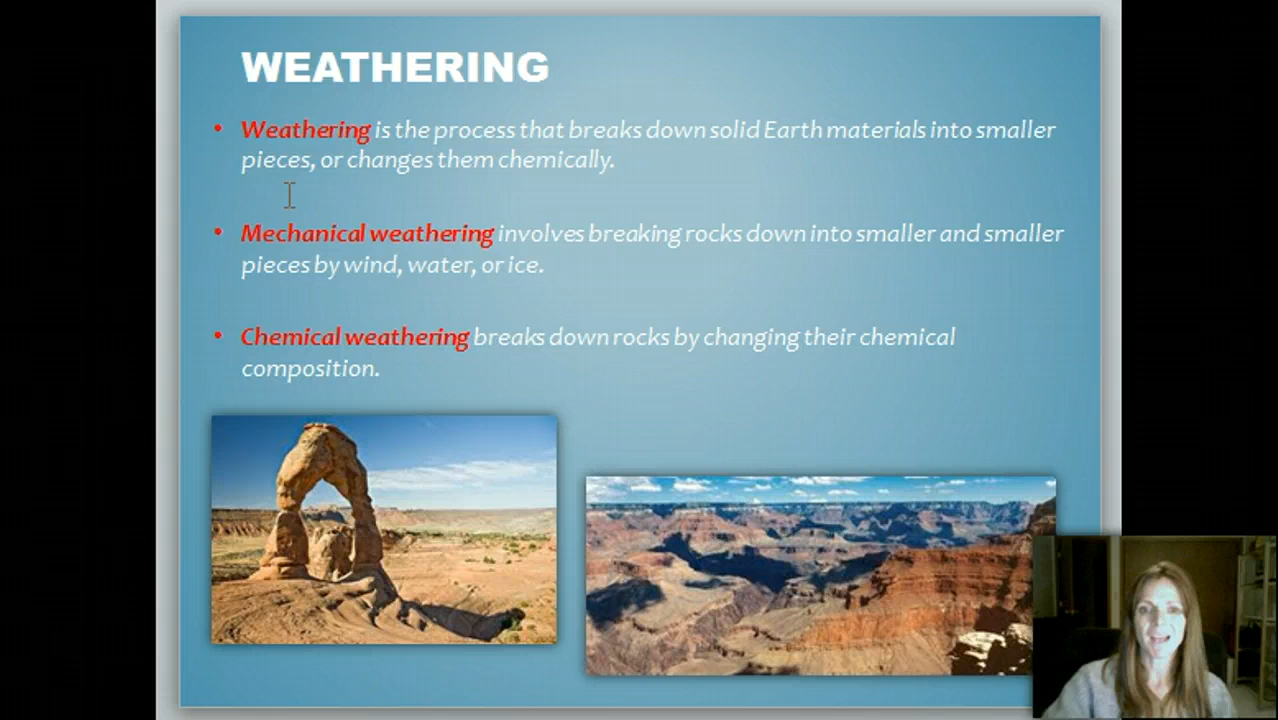 WEATHERING
• Weathering is the process that breaks down solid Earth materials into smaller
pieces, or changes them chemically.
• Mechanical weathering involves breaking rocks down into smaller and smaller
pieces by wind, water, or ice.
• Chemical weathering breaks down rocks by changing their chemical
composition.